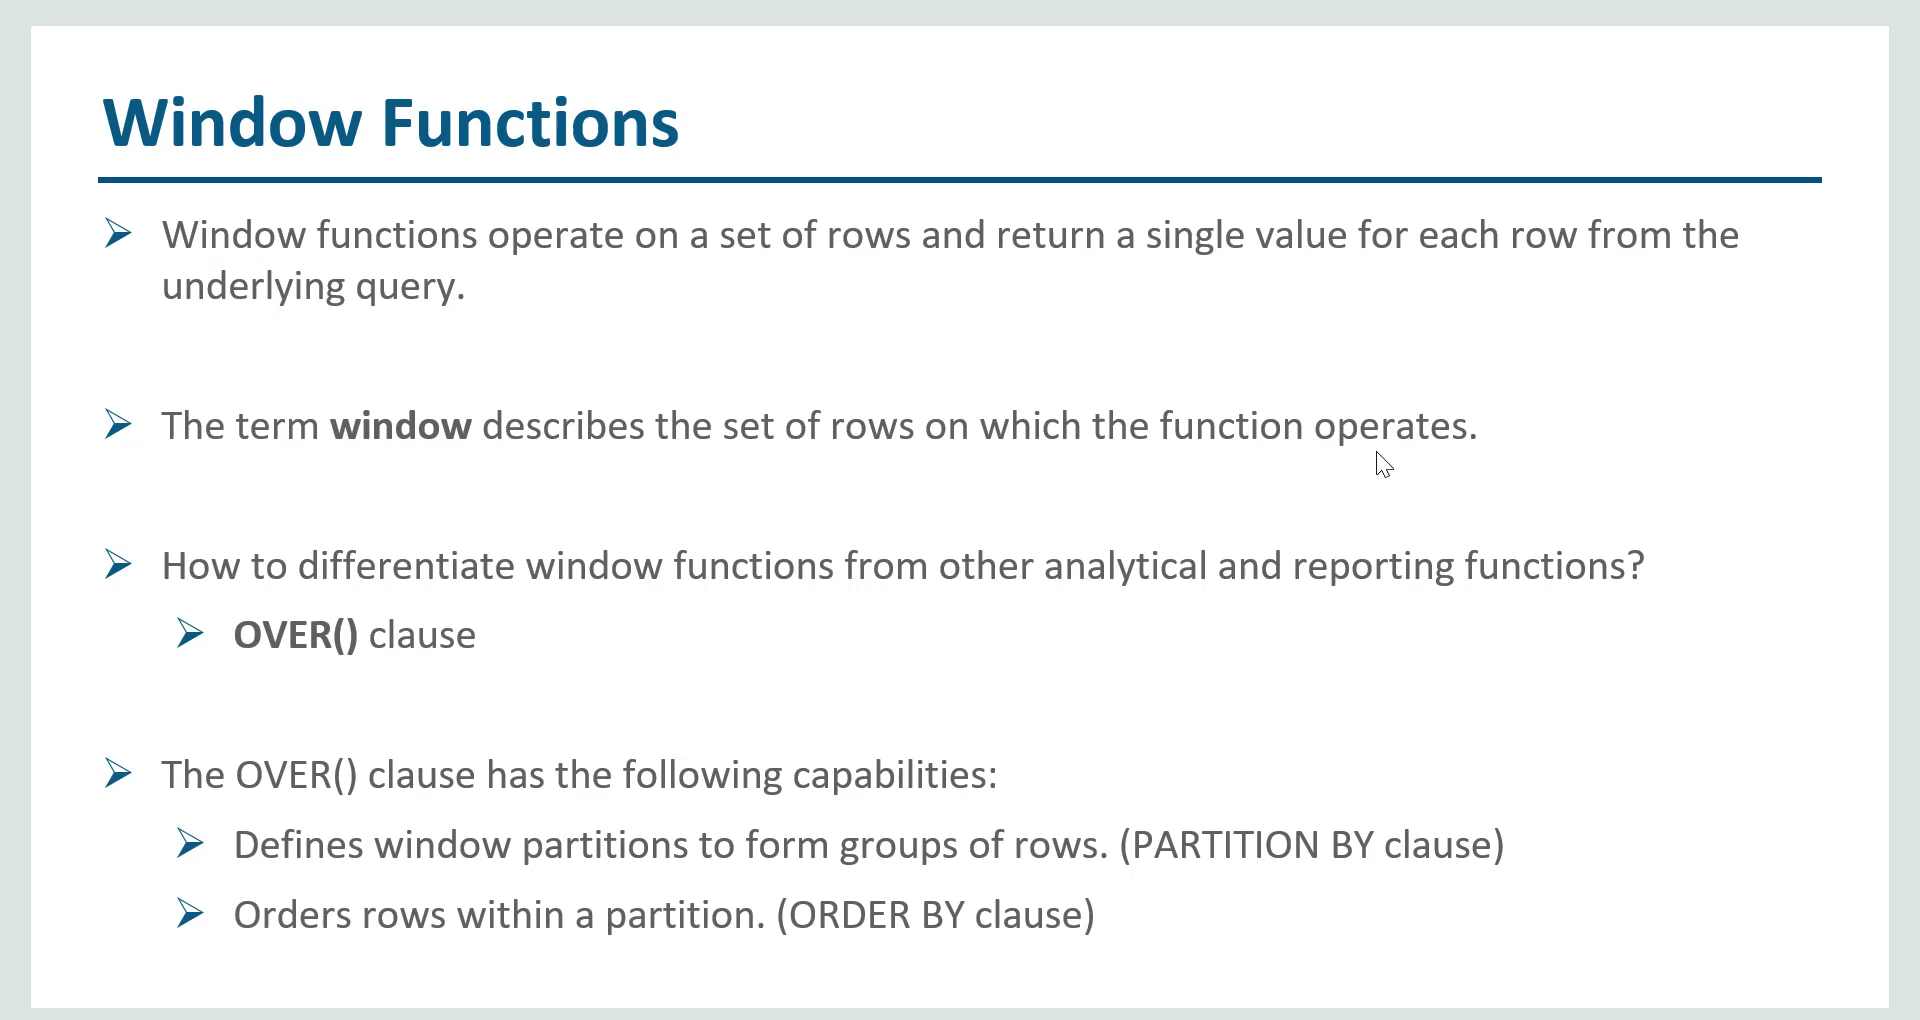 Window Functions
Window functions operate on a set of rows and return a single value for each row from the
underlying query.
The term window describes the set of rows on which the function operates.
How to differentiate window functions from other analytical and reporting functions?
OVER() clause
The OVER() clause has the following capabilities:
Defines window partitions to form groups of rows. (PARTITION BY clause)
Orders rows within a partition. (ORDER BY clause)